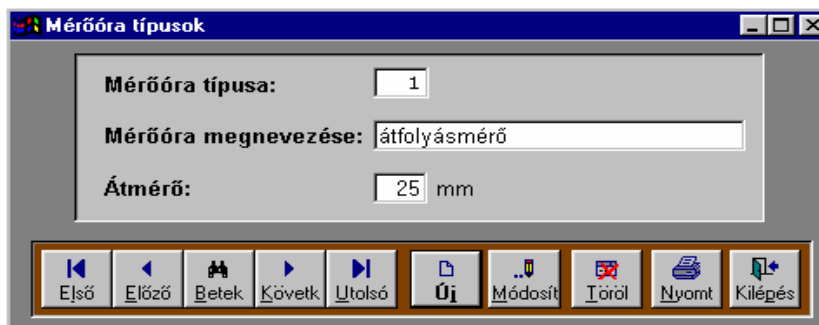 Mérőóra típusok
Mérőóra típusa: 1
Mérőóra megnevezése: átfolyásmérő
Átmérő: 25 mm
Első Előző Betek Követk Utolsó Új Módosít Töröl Nyomt Kilépés